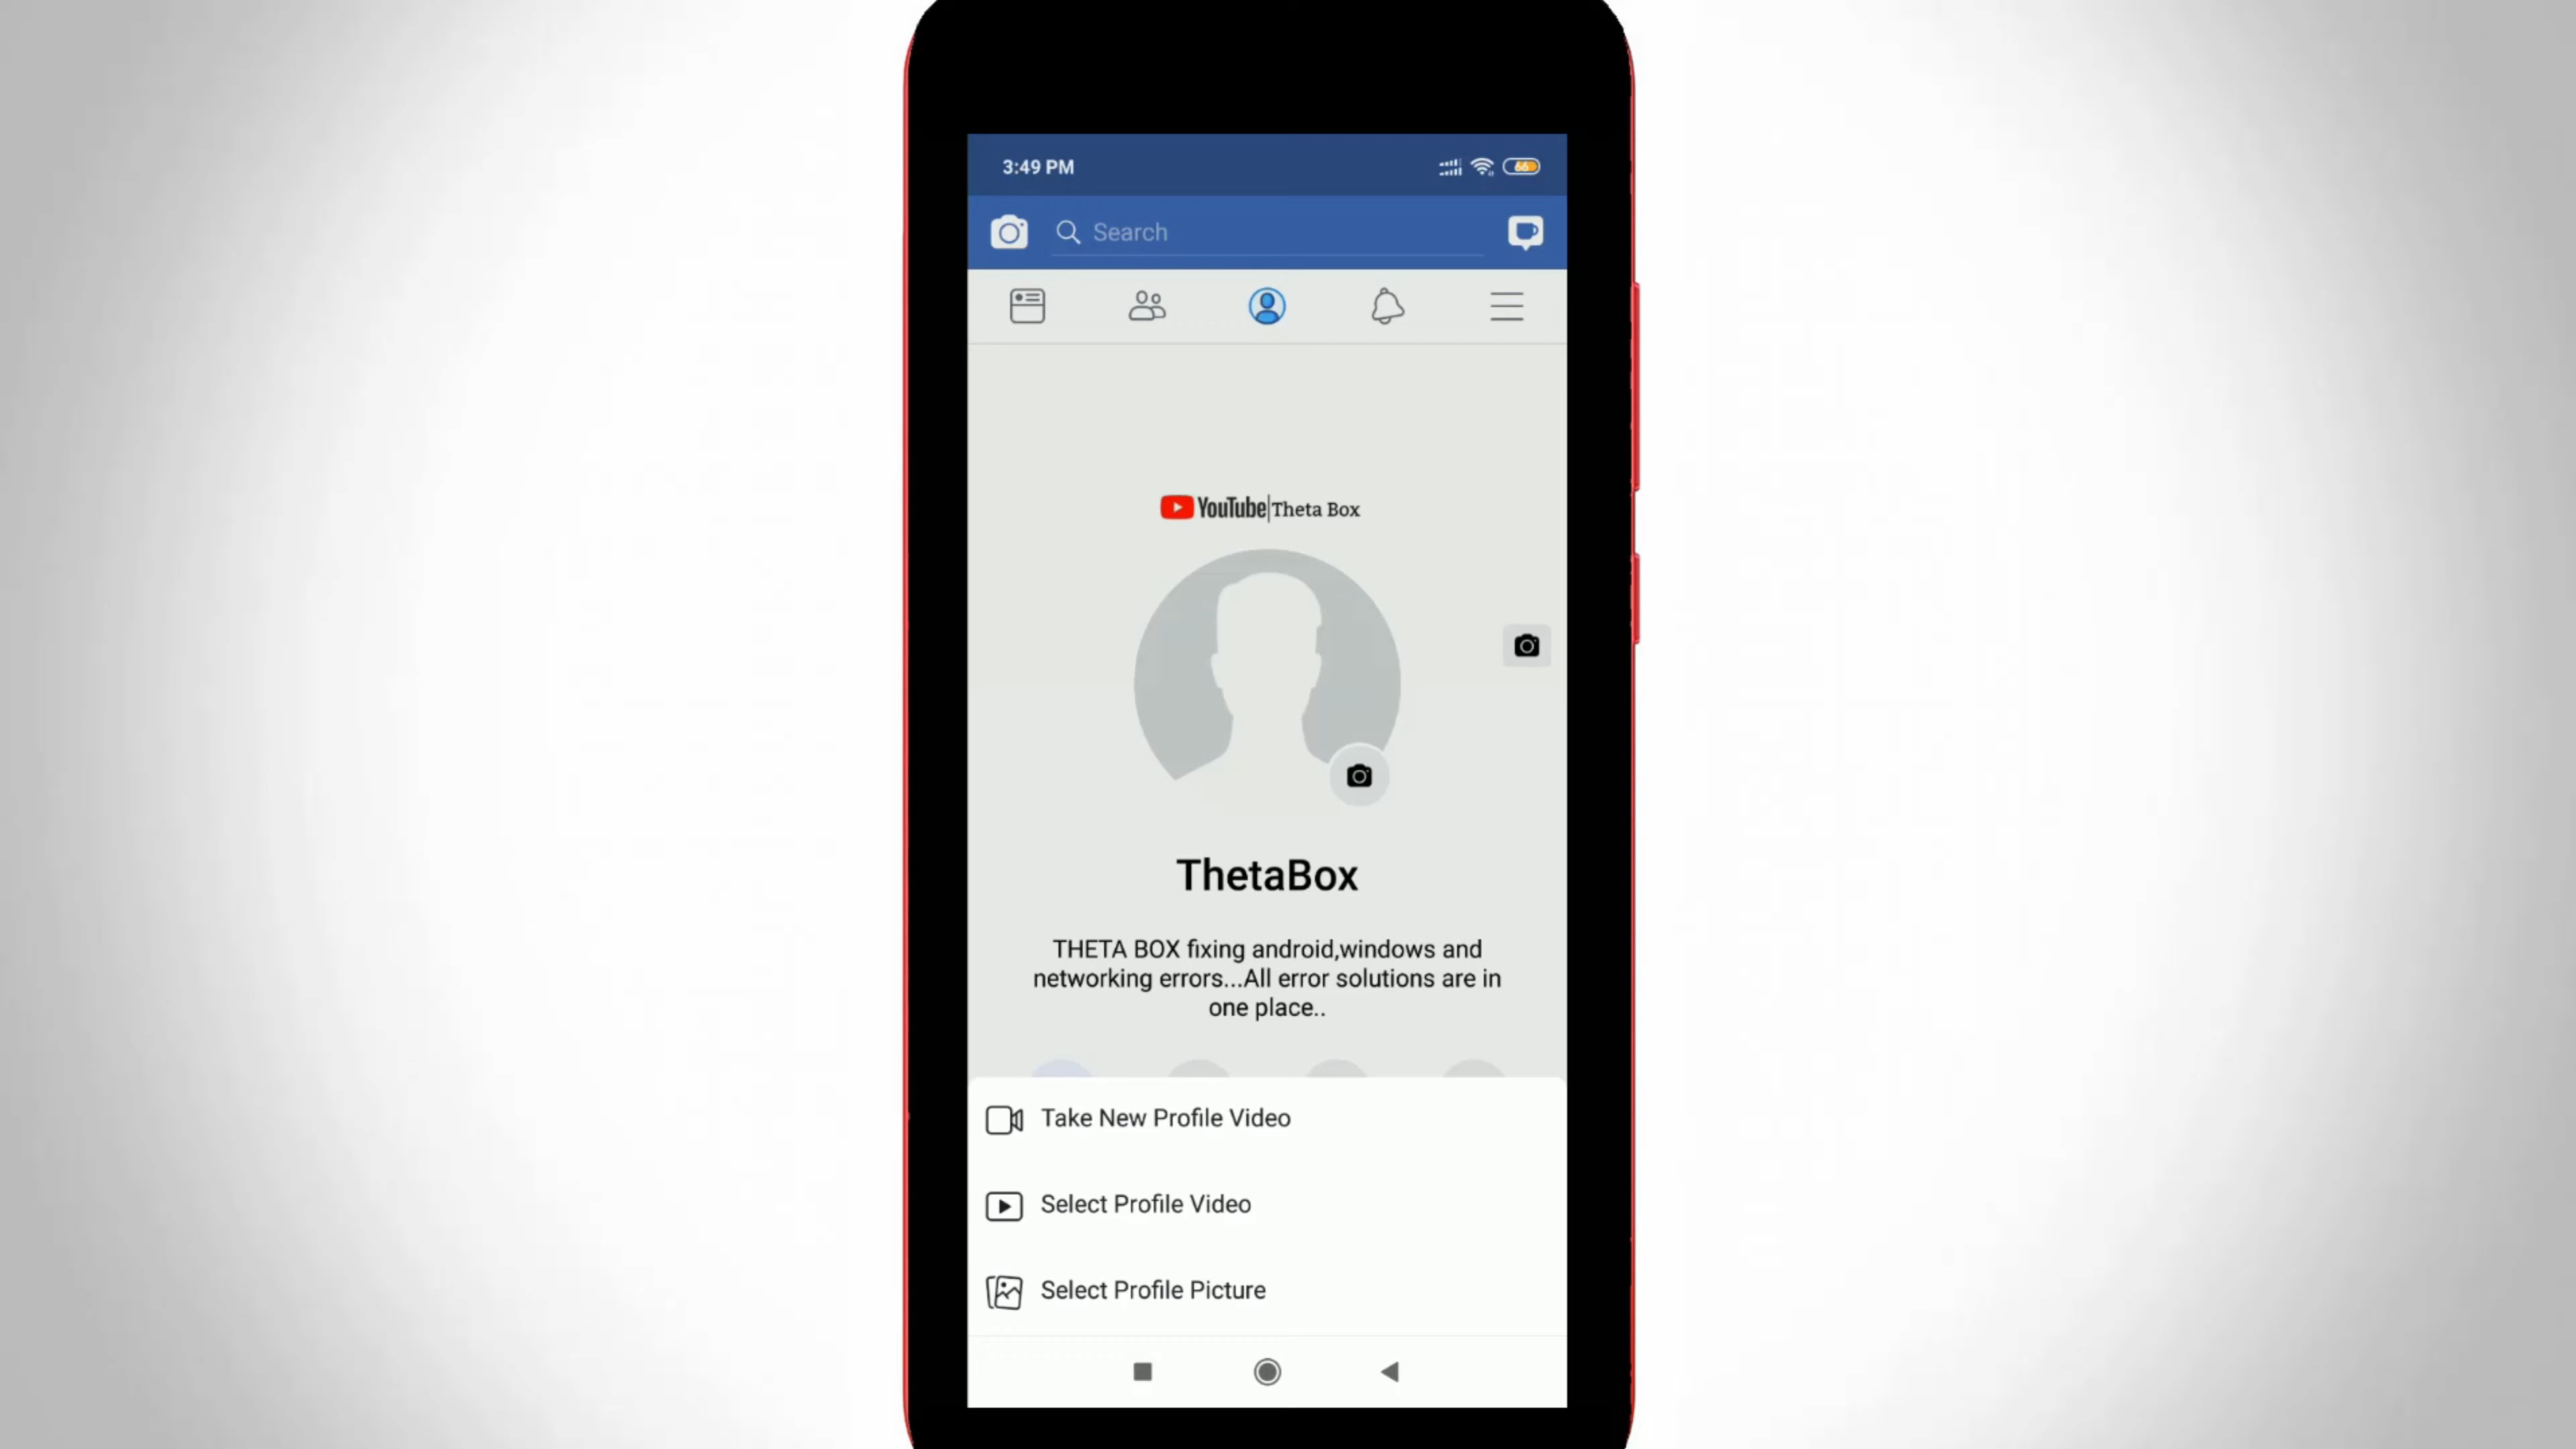 3:49 PM
66
Search
YouTube|Theta Box
ThetaBox
THETA BOX fixing android,windows and
networking errors...All error solutions are in
one place..
Take New Profile Video
Select Profile Video
Select Profile Picture